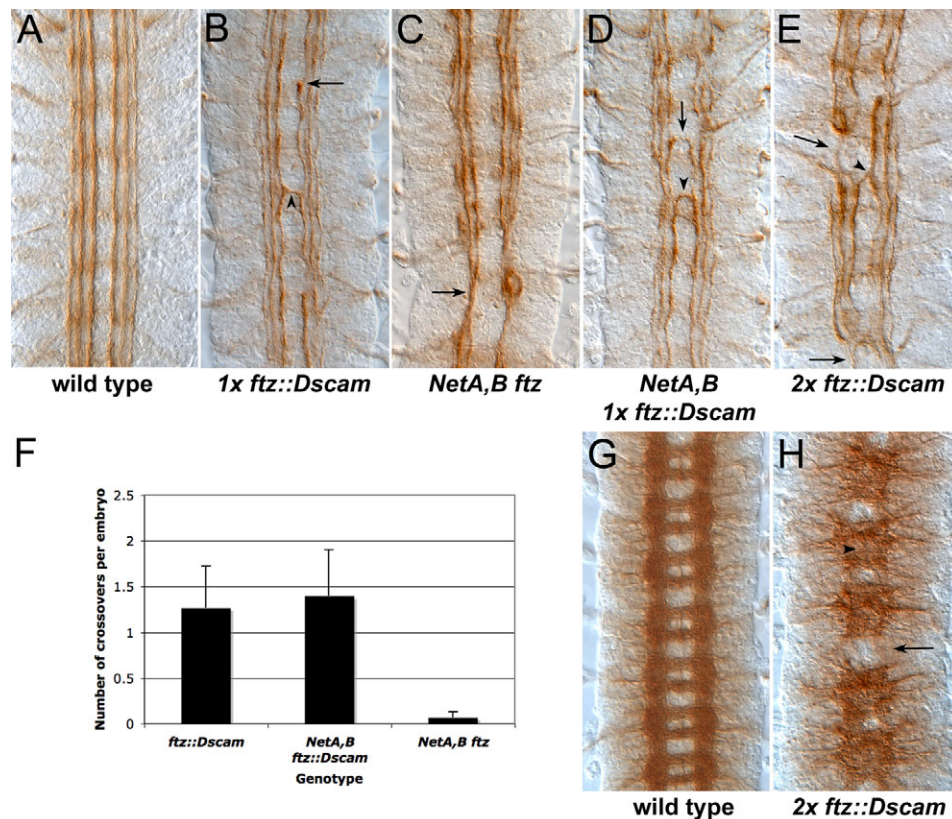 A
B
C
D
E
wild type
1x ftz::Dscam
NetA,B ftz
NetA,B
1x ftz::Dscam
2x ftz::Dscam
F
Number of crossovers per embryo
2.5
2
1.5
1
0.5
0
ftz::Dscam
NetA,B
ftz::Dscam
NetA,B ftz
Genotype
G
H
wild type
2x ftz::Dscam